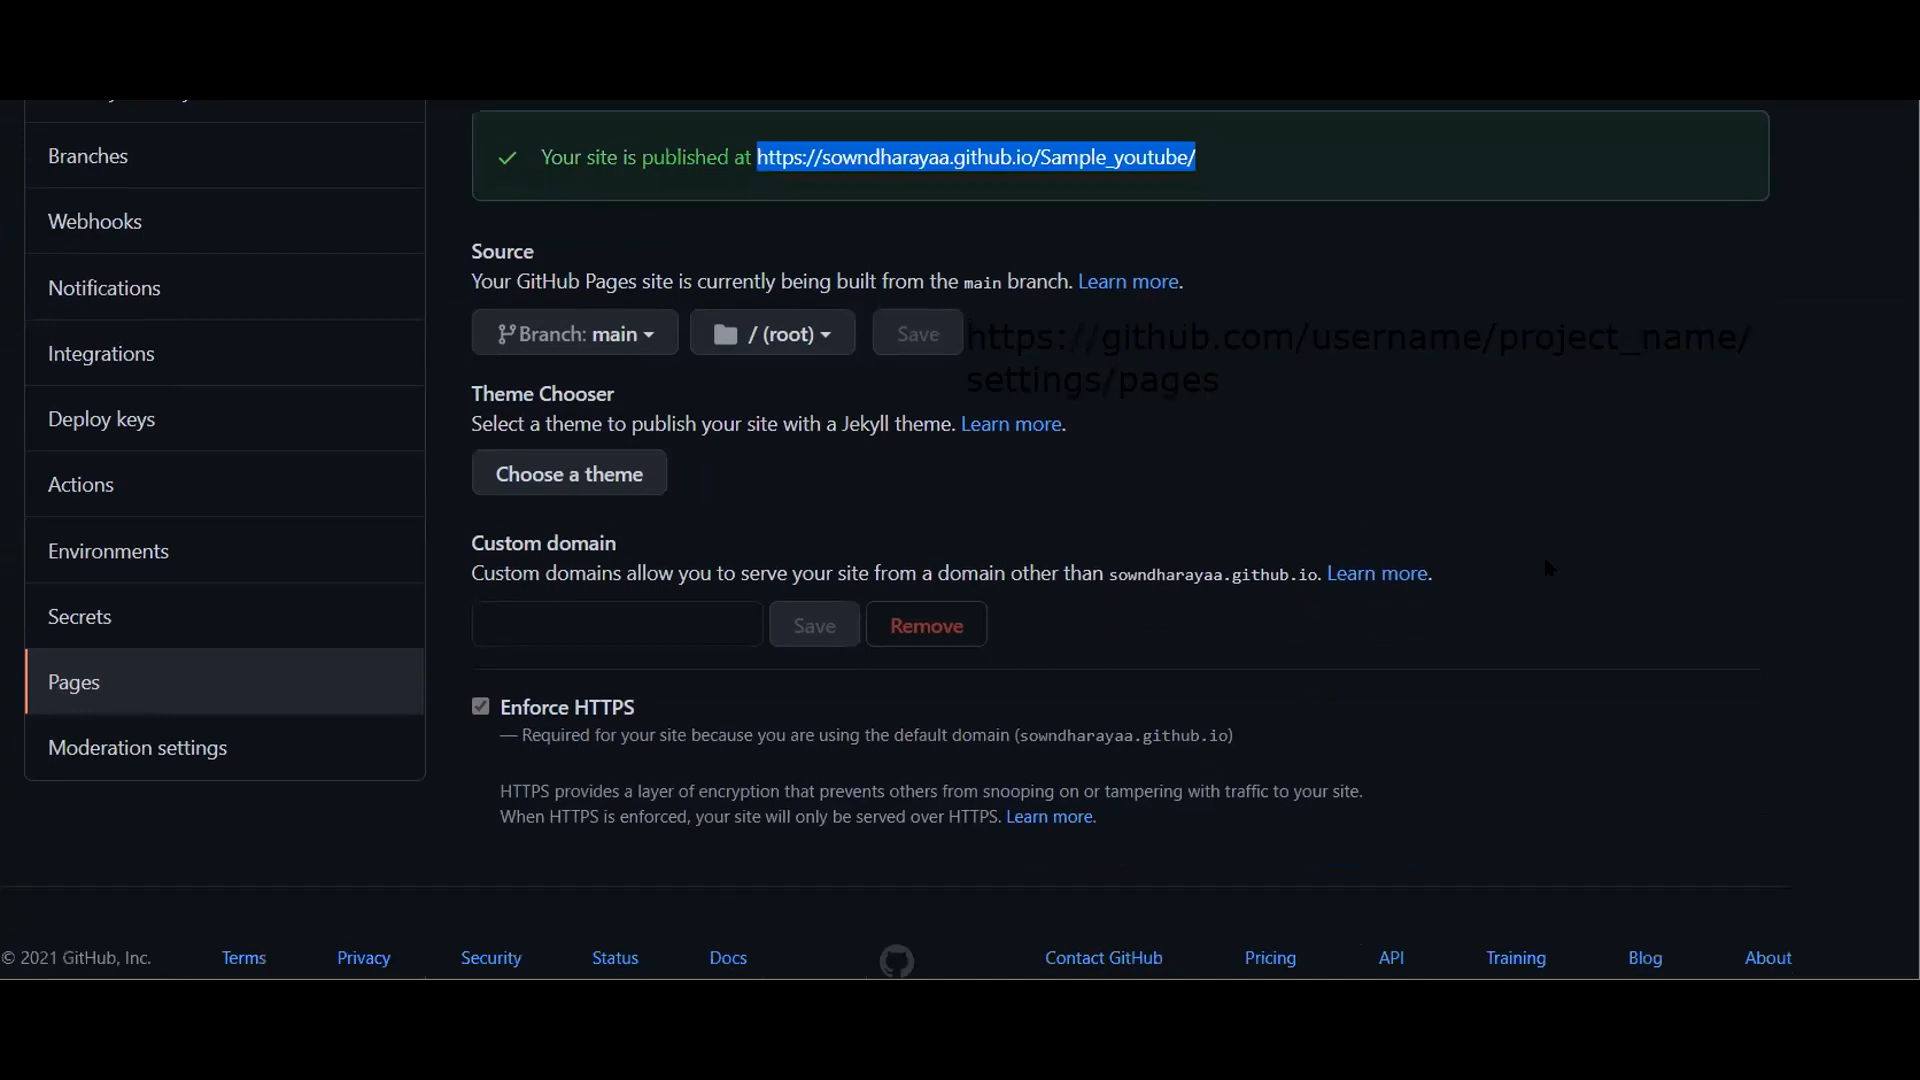 Branches
Webhooks
Notifications
Integrations
Deploy keys
Actions
Environments
Secrets
Pages
Moderation settings
Your site is published at https://sowndharayaa.github.io/Sample_youtube/
Source
Your GitHub Pages site is currently being built from the main branch. Learn more.
Branch: main
/ (root)
Save
https://github.com/username/project_name/
settings/pages
Theme Chooser
Select a theme to publish your site with a Jekyll theme. Learn more.
Choose a theme
Custom domain
Custom domains allow you to serve your site from a domain other than sowndharayaa.github.io. Learn more.
Save
Remove
Enforce HTTPS
— Required for your site because you are using the default domain (sowndharayaa.github.io)
HTTPS provides a layer of encryption that prevents others from snooping on or tampering with traffic to your site.
When HTTPS is enforced, your site will only be served over HTTPS. Learn more.
© 2021 GitHub, Inc.
Terms
Privacy
Security
Status
Docs
Contact GitHub
Pricing
API
Training
Blog
About